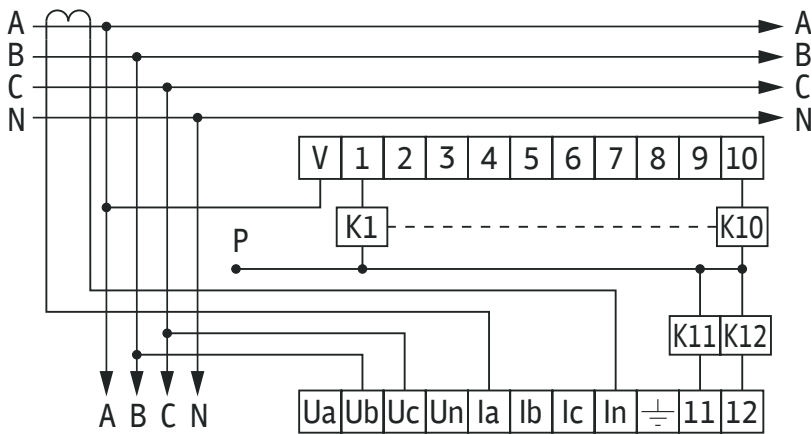 A A
B B
C C
N N
V 1 2 3 4 5 6 7 8 9 10
K1 K10
P
K11 K12
A B C N
Ua Ub Uc Un Ia Ib Ic In 11 12